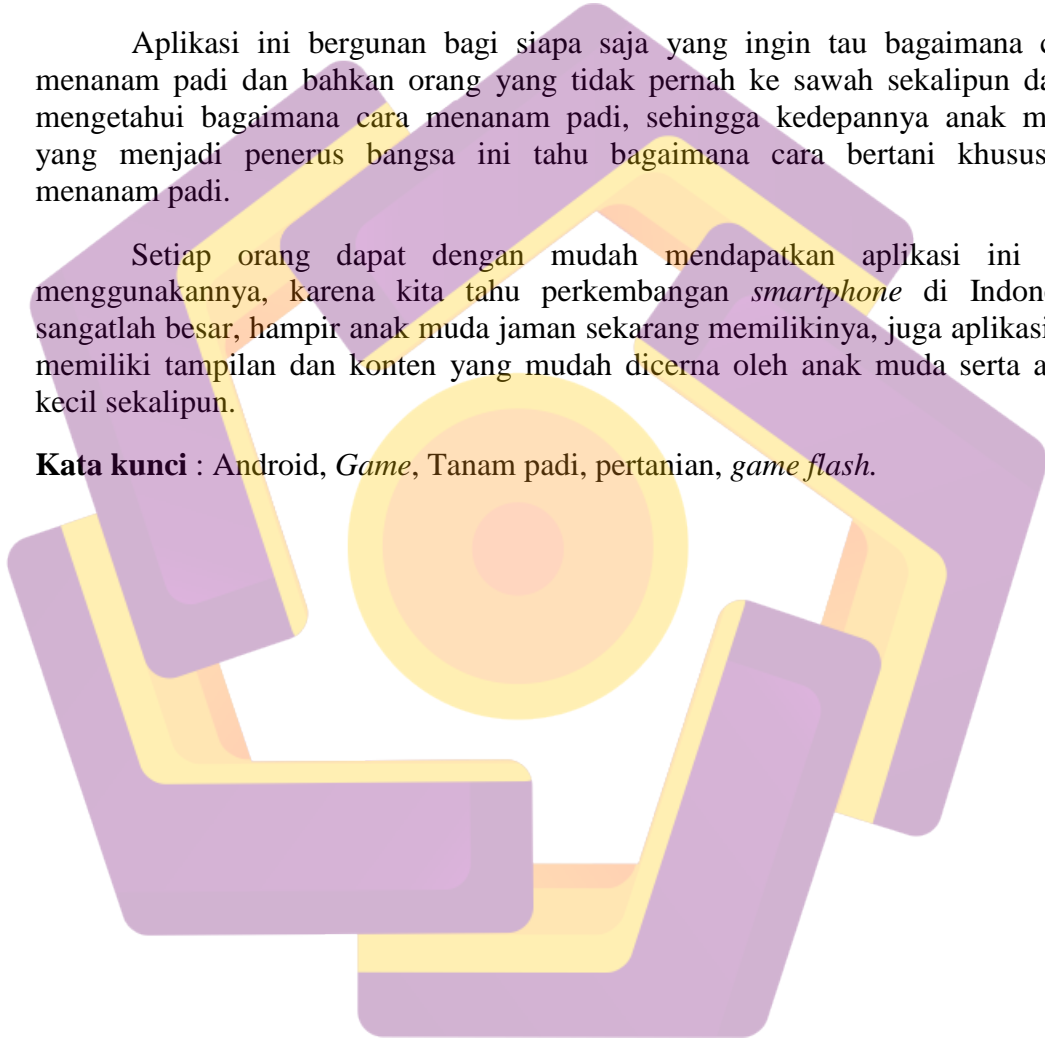 Aplikasi ini bergunan bagi siapa saja yang ingin tau bagaimana
menanam padi dan bahkan orang yang tidak pernah ke sawah sekalipun
mengetahui bagaimana cara menanam padi, sehingga kedepannya anak
yang menjadi penerus bangsa ini tahu bagaimana cara bertani
menanam padi.
Setiap orang dapat dengan mudah mendapatkan aplikasi ini
menggunakannya, karena kita tahu perkembangan smartphone di
sangatlah besar, hampir anak muda jaman sekarang memilikinya, juga aplikasi
memiliki tampilan dan konten yang mudah dicerna oleh anak muda serta
kecil sekalipun.
Kata kunci : Android, Game, Tanam padi, pertanian, game flash.